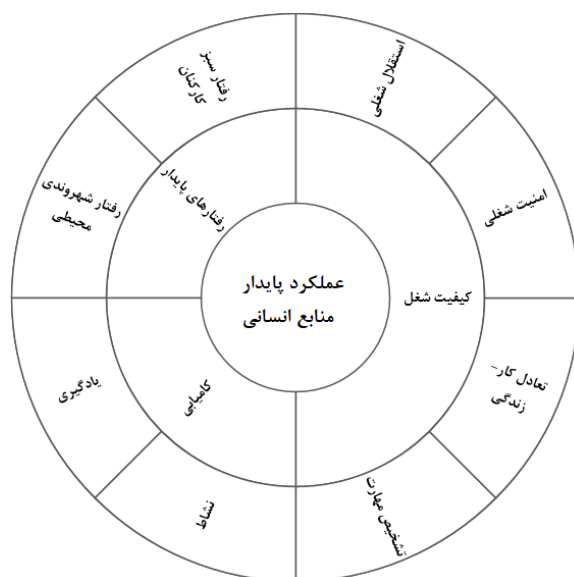 عملکرد پایدار
منابع انسانی
کیفیت شغل
رفتارهای پایدار
کامیابی
استقلال شغلی
امنیت شغلی
تعادل کار-
زندگی
تشخیص مهارت
نشاط
یادگیری
رفتار شهروندی
محیطی
رفتار سبز
کارکنان